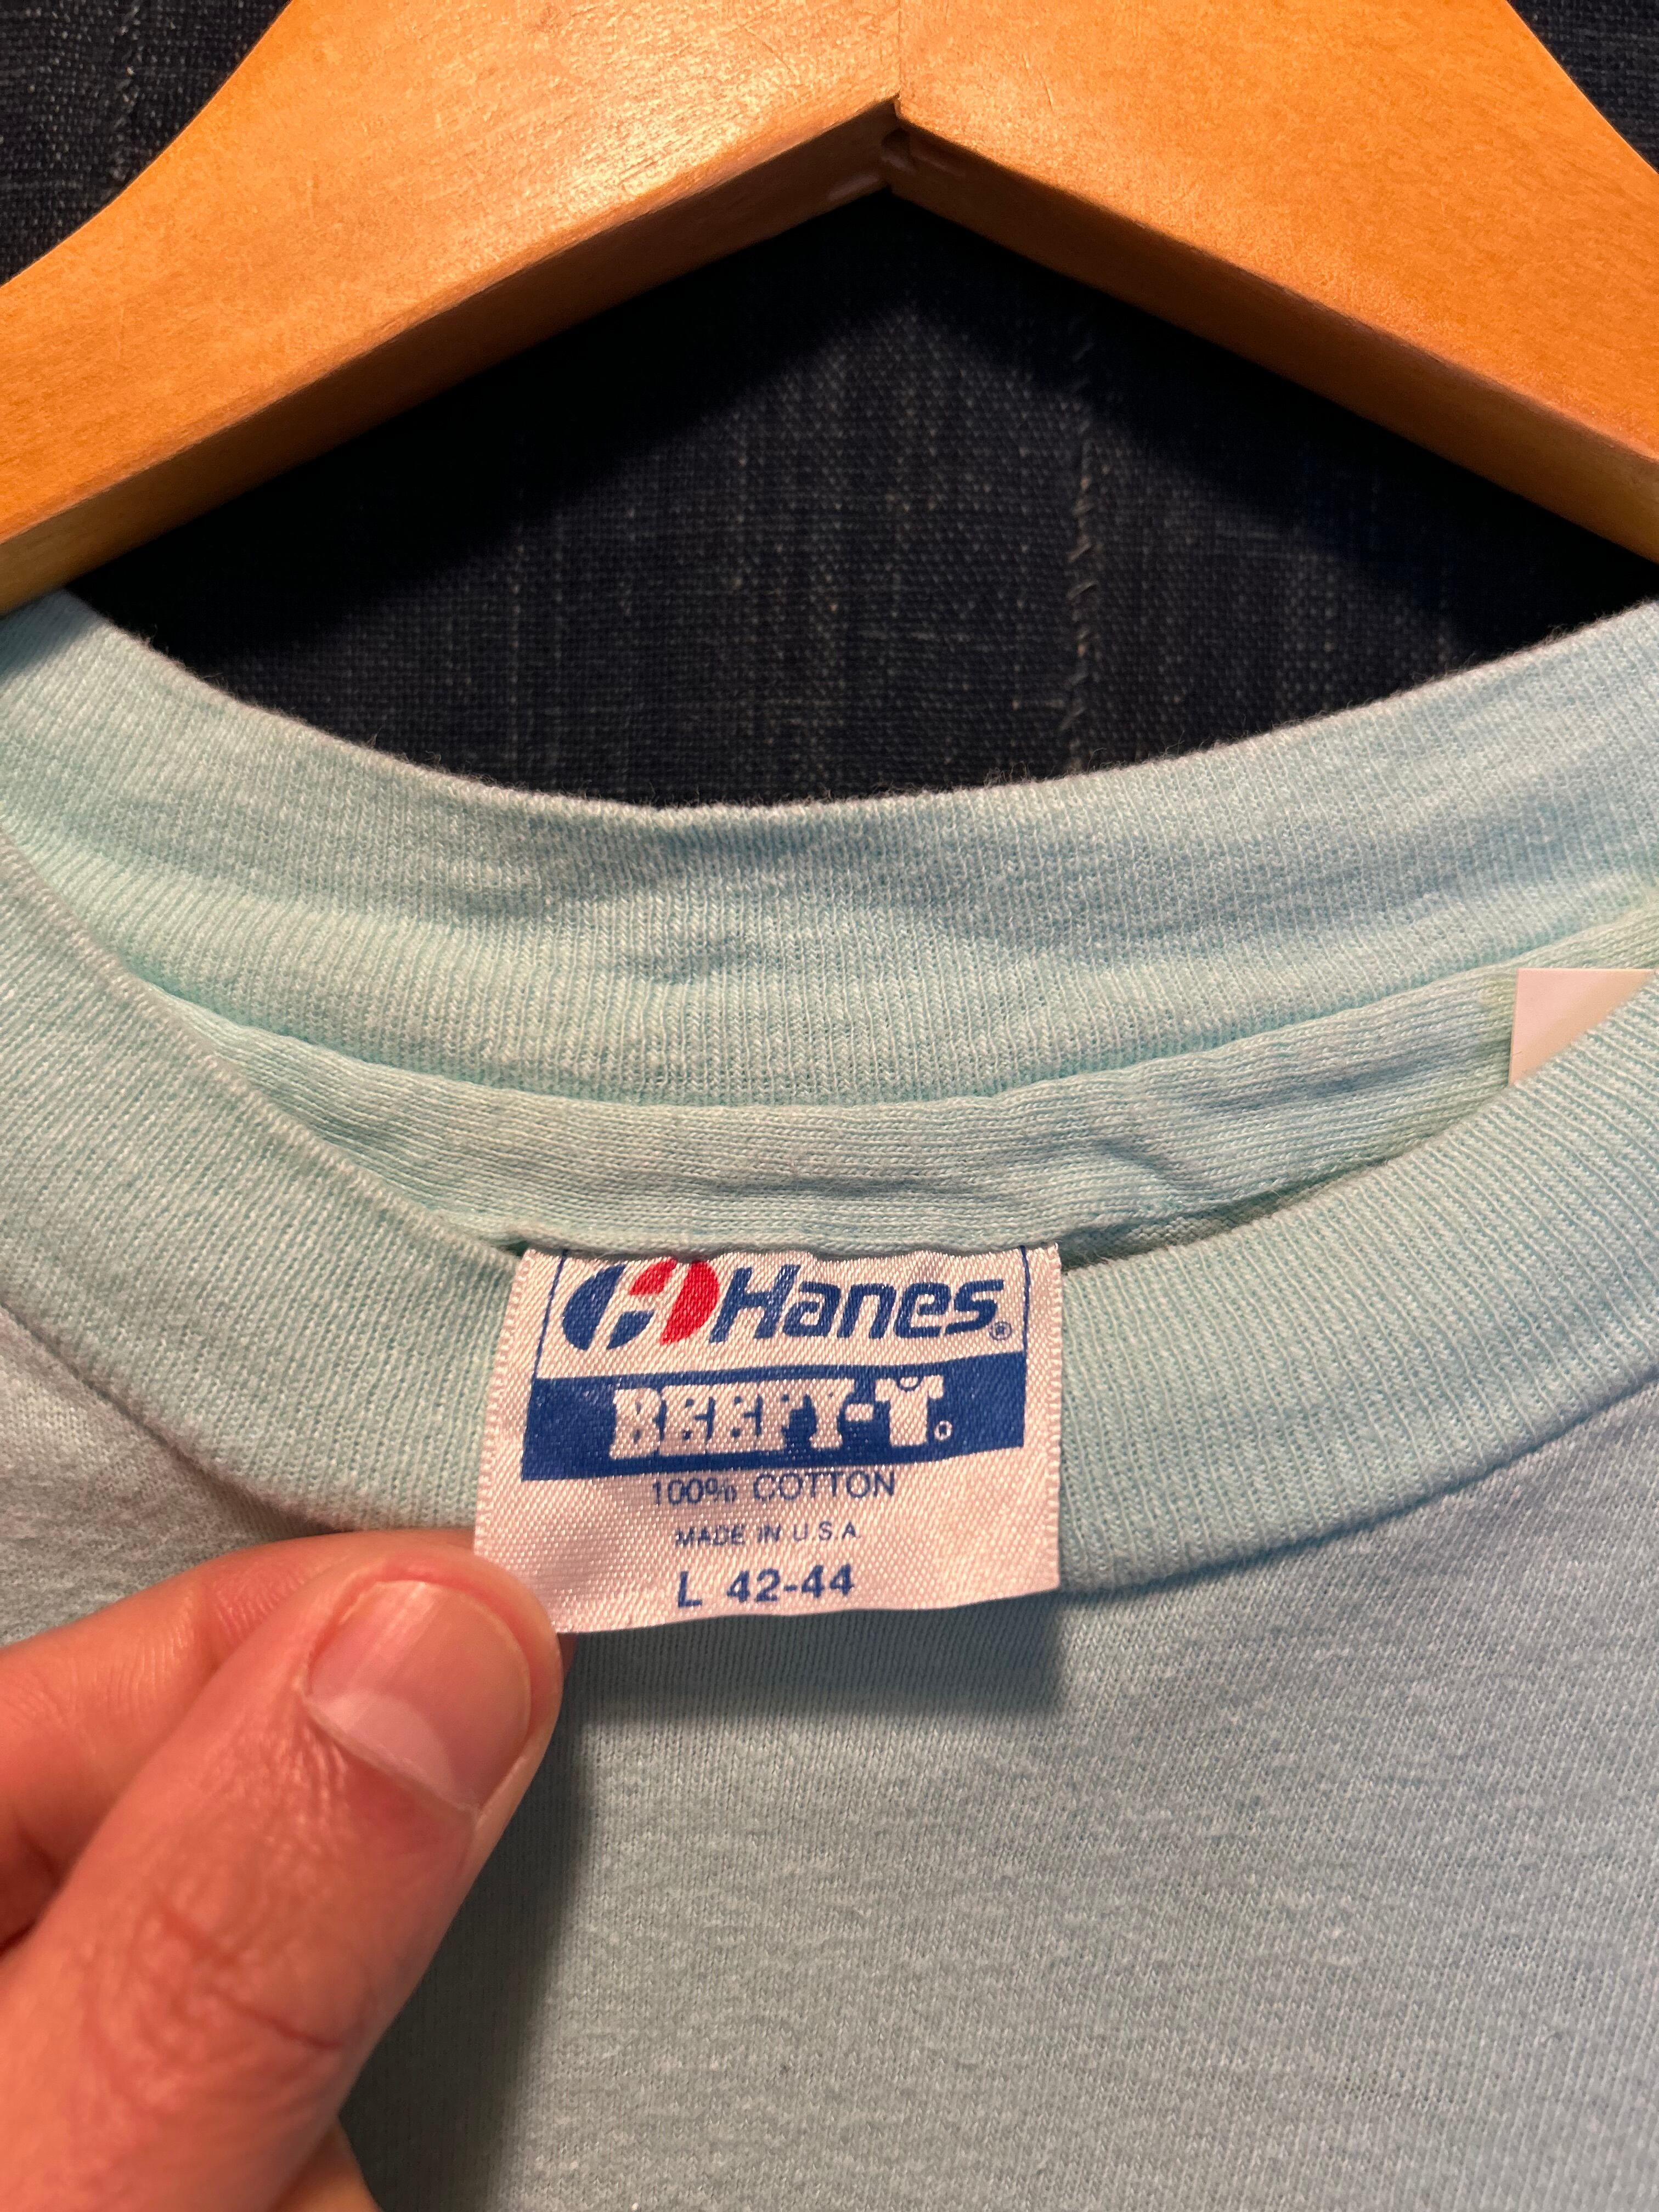 Hanes®
BEEFY-T®
100% COTTON
MADE IN U.S.A.
L 42-44